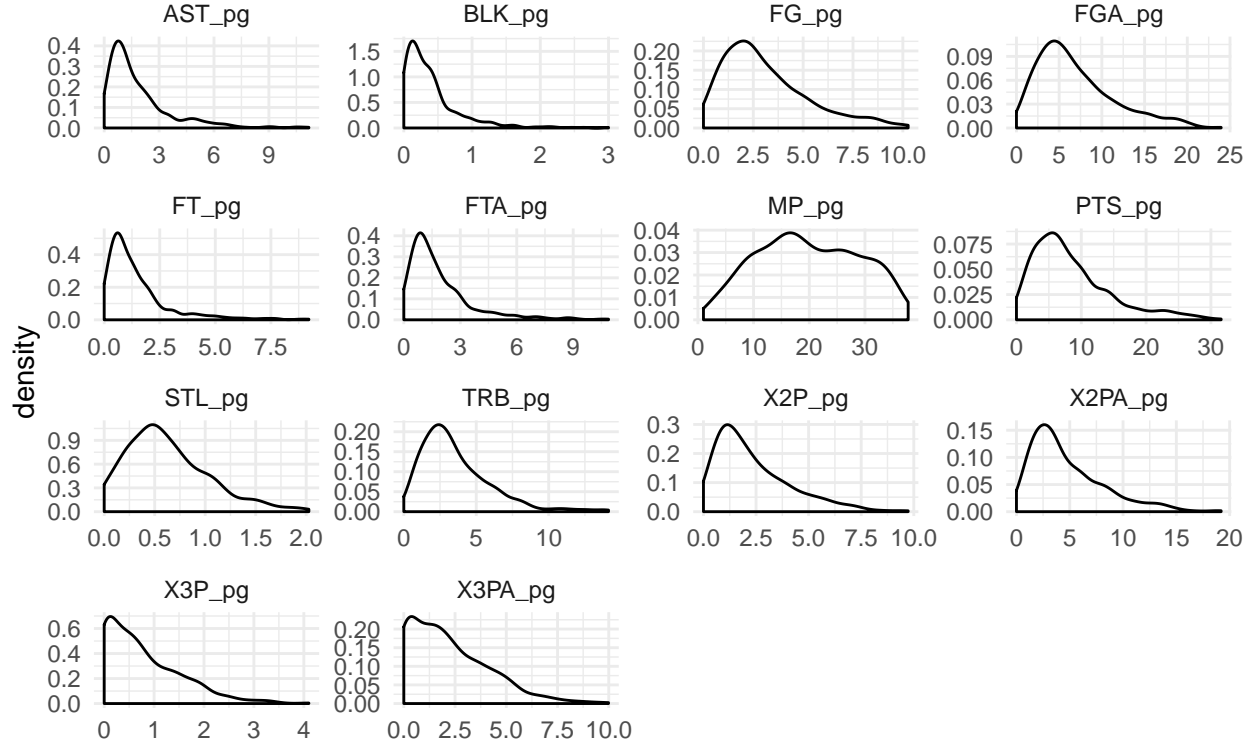 AST_pg BLK_pg FG_pg FGA_pg
0.4 1.5 0.20 0.09
0.3 1.0 0.15 0.06
0.2 0.5 0.10 0.03
0.1 0.0 0.05 0.00
0.0 0.00
0 3 6 9 0 1 2 3 0.0 2.5 5.0 7.5 10.0 0 5 10 15 20 25
FT_pg FTA_pg MP_pg PTS_pg
0.4 0.4 0.04 0.075
0.2 0.3 0.03 0.050
0.0 0.2 0.02 0.025
0.1 0.01 0.000
0.0 0.00
0.0 2.5 5.0 7.5 0 3 6 9 0 10 20 30 0 10 20 30
density
STL_pg TRB_pg X2P_pg X2PA_pg
0.9 0.20 0.3 0.15
0.6 0.15 0.2 0.10
0.3 0.10 0.1 0.05
0.0 0.05 0.0 0.00
0.00
0.0 0.5 1.0 1.5 2.0 0 5 10 0.0 2.5 5.0 7.5 10.0 0 5 10 15 20
X3P_pg X3PA_pg
0.6 0.20
0.4 0.15
0.2 0.10
0.0 0.05
0.00
0 1 2 3 4 0.0 2.5 5.0 7.5 10.0